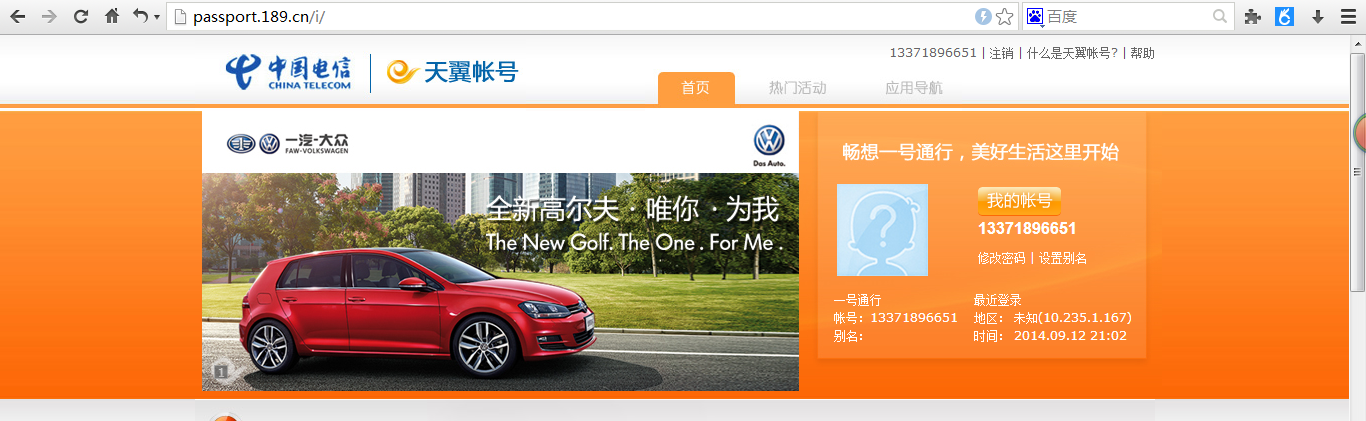 passport.189.cn/i/
百度
13371896651 | 注销 | 什么是天翼帐号? | 帮助
中国电信
CHINA TELECOM
天翼帐号
首页
热门活动
应用导航
一汽-大众
FAW-VOLKSWAGEN
Das Auto.
全新高尔夫 · 唯你 · 为我
The New Golf. The One . For Me .
1
畅想一号通行，美好生活这里开始
我的帐号
13371896651
修改密码 | 设置别名
一号通行
帐号: 13371896651
别名:
最近登录
地区: 未知(10.235.1.167)
时间: 2014.09.12 21:02